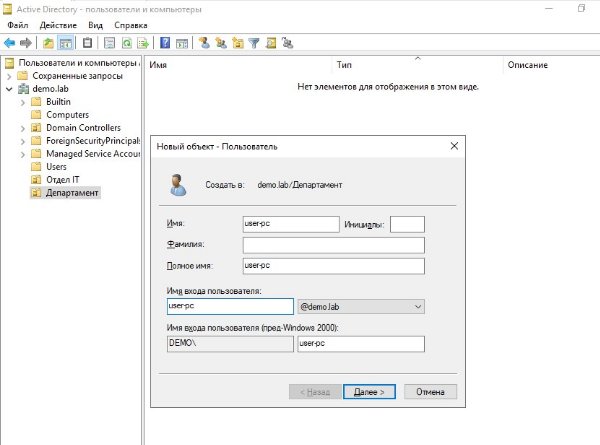 Active Directory - пользователи и компьютеры
Файл Действие Вид Справка
Пользователи и компьютеры
Сохраненные запросы
demo.lab
Builtin
Computers
Domain Controllers
ForeignSecurityPrincipals
Managed Service Accou
Users
Отдел IT
Департамент
Имя Тип Описание
Нет элементов для отображения в этом виде.
Новый объект - Пользователь
Создать в: demo.lab/Департамент
Имя: user-pc Инициалы:
Фамилия:
Полное имя: user-pc
Имя входа пользователя:
user-pc @demo.lab
Имя входа пользователя (пред-Windows 2000):
DEMO\ user-pc
< Назад Далее > Отмена